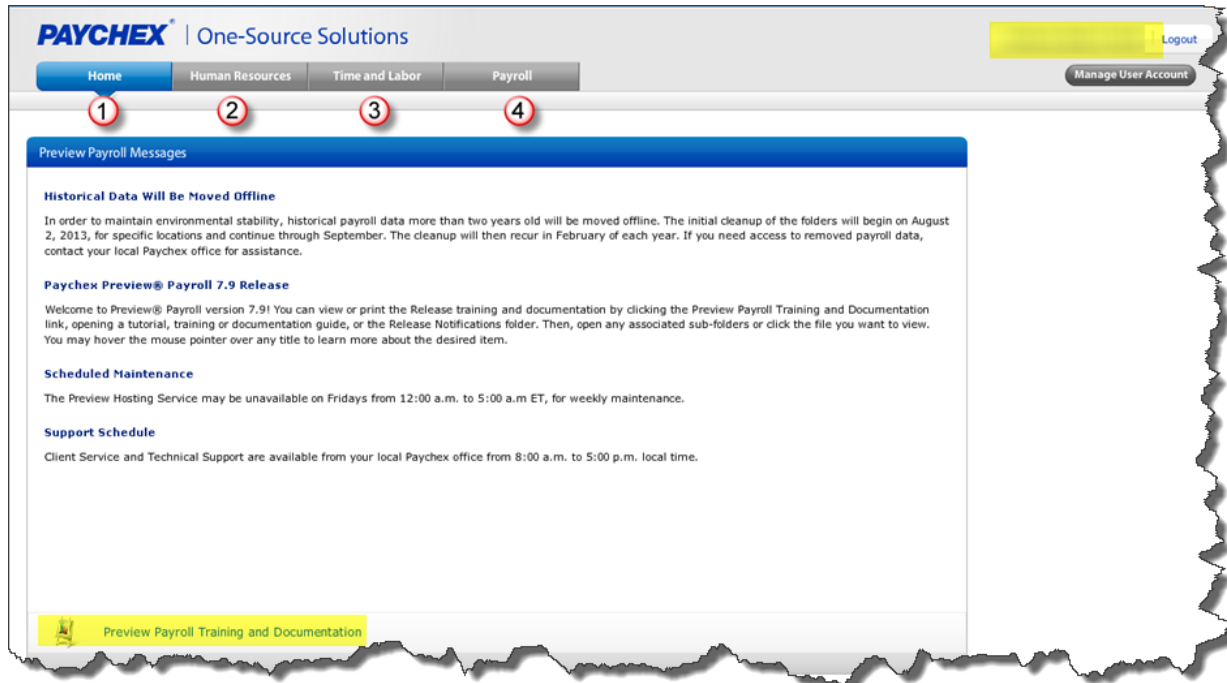 PAYCHEX® | One-Source Solutions
Logout
Home Human Resources Time and Labor Payroll
Manage User Account
1 2 3 4
Preview Payroll Messages
Historical Data Will Be Moved Offline
In order to maintain environmental stability, historical payroll data more than two years old will be moved offline. The initial cleanup of the folders will begin on August
2, 2013, for specific locations and continue through September. The cleanup will then recur in February of each year. If you need access to removed payroll data,
contact your local Paychex office for assistance.
Paychex Preview® Payroll 7.9 Release
Welcome to Preview® Payroll version 7.9! You can view or print the Release training and documentation by clicking the Preview Payroll Training and Documentation
link, opening a tutorial, training or documentation guide, or the Release Notifications folder. Then, open any associated sub-folders or click the file you want to view.
You may hover the mouse pointer over any title to learn more about the desired item.
Scheduled Maintenance
The Preview Hosting Service may be unavailable on Fridays from 12:00 a.m. to 5:00 a.m ET, for weekly maintenance.
Support Schedule
Client Service and Technical Support are available from your local Paychex office from 8:00 a.m. to 5:00 p.m. local time.
Preview Payroll Training and Documentation